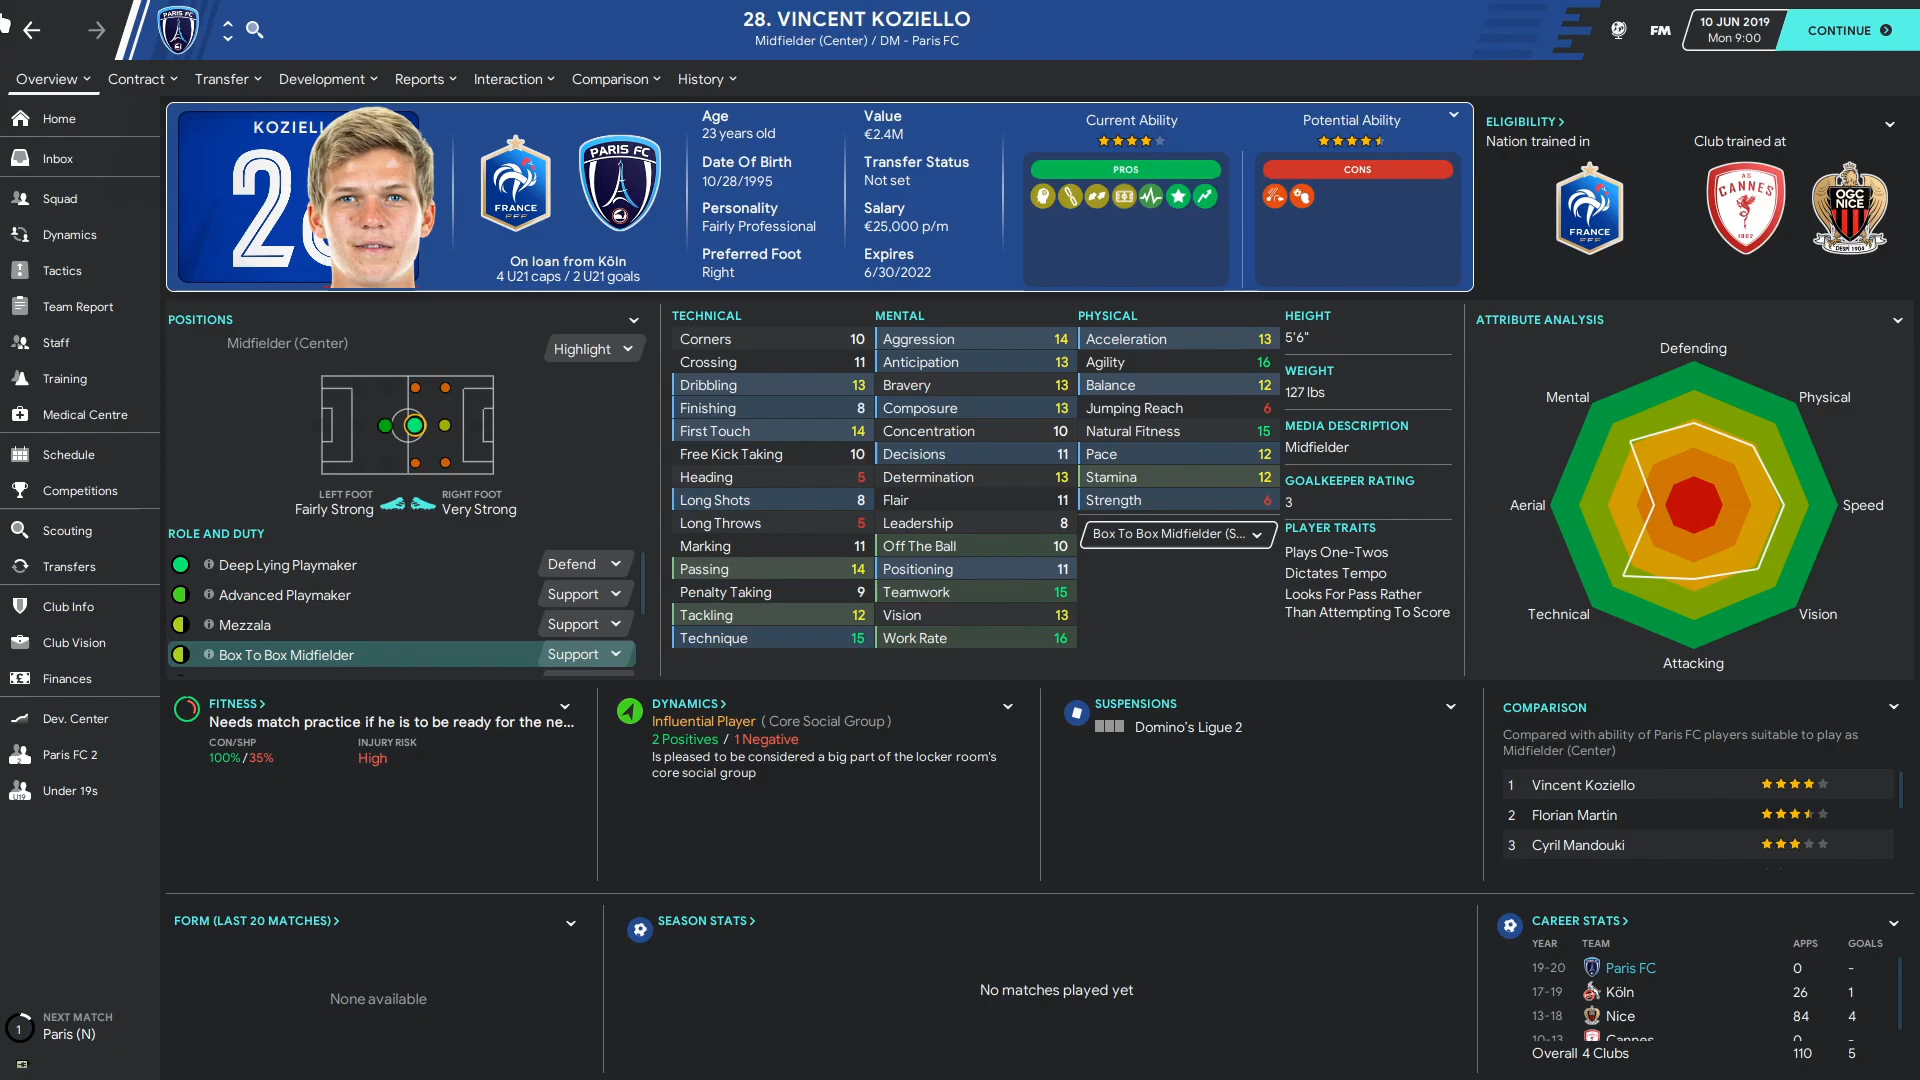 28. VINCENT KOZIELLO
Midfielder (Center) / DM - Paris FC
FM
10 JUN 2019
Mon 9:00
CONTINUE
Overview
Contract
Transfer
Development
Reports
Interaction
Comparison
History
Home
Inbox
Squad
Dynamics
Tactics
Team Report
Staff
Training
Medical Centre
Schedule
Competitions
Scouting
Transfers
Club Info
Club Vision
Finances
Dev. Center
Paris FC 2
Under 19s
NEXT MATCH
1
Paris (N)
KOZIELL
2
FRANCE
FFF
PARIS FC
On loan from Köln
4 U21 caps / 2 U21 goals
Age
23 years old
Date Of Birth
10/28/1995
Personality
Fairly Professional
Preferred Foot
Right
Value
€2.4M
Transfer Status
Not set
Salary
€25,000 p/m
Expires
6/30/2022
Current Ability
PROS
Potential Ability
CONS
ELIGIBILITY >
Nation trained in
Club trained at
FRANCE
FFF
AS
CANNES
1902
OGC
NICE
DEPUIS 1904
POSITIONS
Midfielder (Center)
Highlight
LEFT FOOT
Fairly Strong
RIGHT FOOT
Very Strong
ROLE AND DUTY
Deep Lying Playmaker Defend
Advanced Playmaker Support
Mezzala Support
Box To Box Midfielder Support
TECHNICAL
Corners 10
Crossing 11
Dribbling 13
Finishing 8
First Touch 14
Free Kick Taking 10
Heading 5
Long Shots 8
Long Throws 5
Marking 11
Passing 14
Penalty Taking 9
Tackling 12
Technique 15
MENTAL
Aggression 14
Anticipation 13
Bravery 13
Composure 13
Concentration 10
Decisions 11
Determination 13
Flair 11
Leadership 8
Off The Ball 10
Positioning 11
Teamwork 15
Vision 13
Work Rate 16
PHYSICAL
Acceleration 13
Agility 16
Balance 12
Jumping Reach 6
Natural Fitness 15
Pace 12
Stamina 12
Strength 6
Box To Box Midfielder (S...
HEIGHT
5'6"
WEIGHT
127 lbs
MEDIA DESCRIPTION
Midfielder
GOALKEEPER RATING
3
PLAYER TRAITS
Plays One-Twos
Dictates Tempo
Looks For Pass Rather
Than Attempting To Score
ATTRIBUTE ANALYSIS
Defending
Mental
Physical
Aerial
Speed
Technical
Vision
Attacking
FITNESS >
Needs match practice if he is to be ready for the ne...
CON/SHP
100%/35%
INJURY RISK
High
DYNAMICS >
Influential Player ( Core Social Group )
2 Positives / 1 Negative
Is pleased to be considered a big part of the locker room's
core social group
SUSPENSIONS
Domino's Ligue 2
COMPARISON
Compared with ability of Paris FC players suitable to play as
Midfielder (Center)
1 Vincent Koziello
2 Florian Martin
3 Cyril Mandouki
FORM (LAST 20 MATCHES) >
None available
SEASON STATS >
No matches played yet
CAREER STATS >
YEAR TEAM APPS GOALS
19-20 Paris FC 0 -
17-19 Köln 26 1
13-18 Nice 84 4
10-13 Cannes 0 -
Overall 4 Clubs 110 5